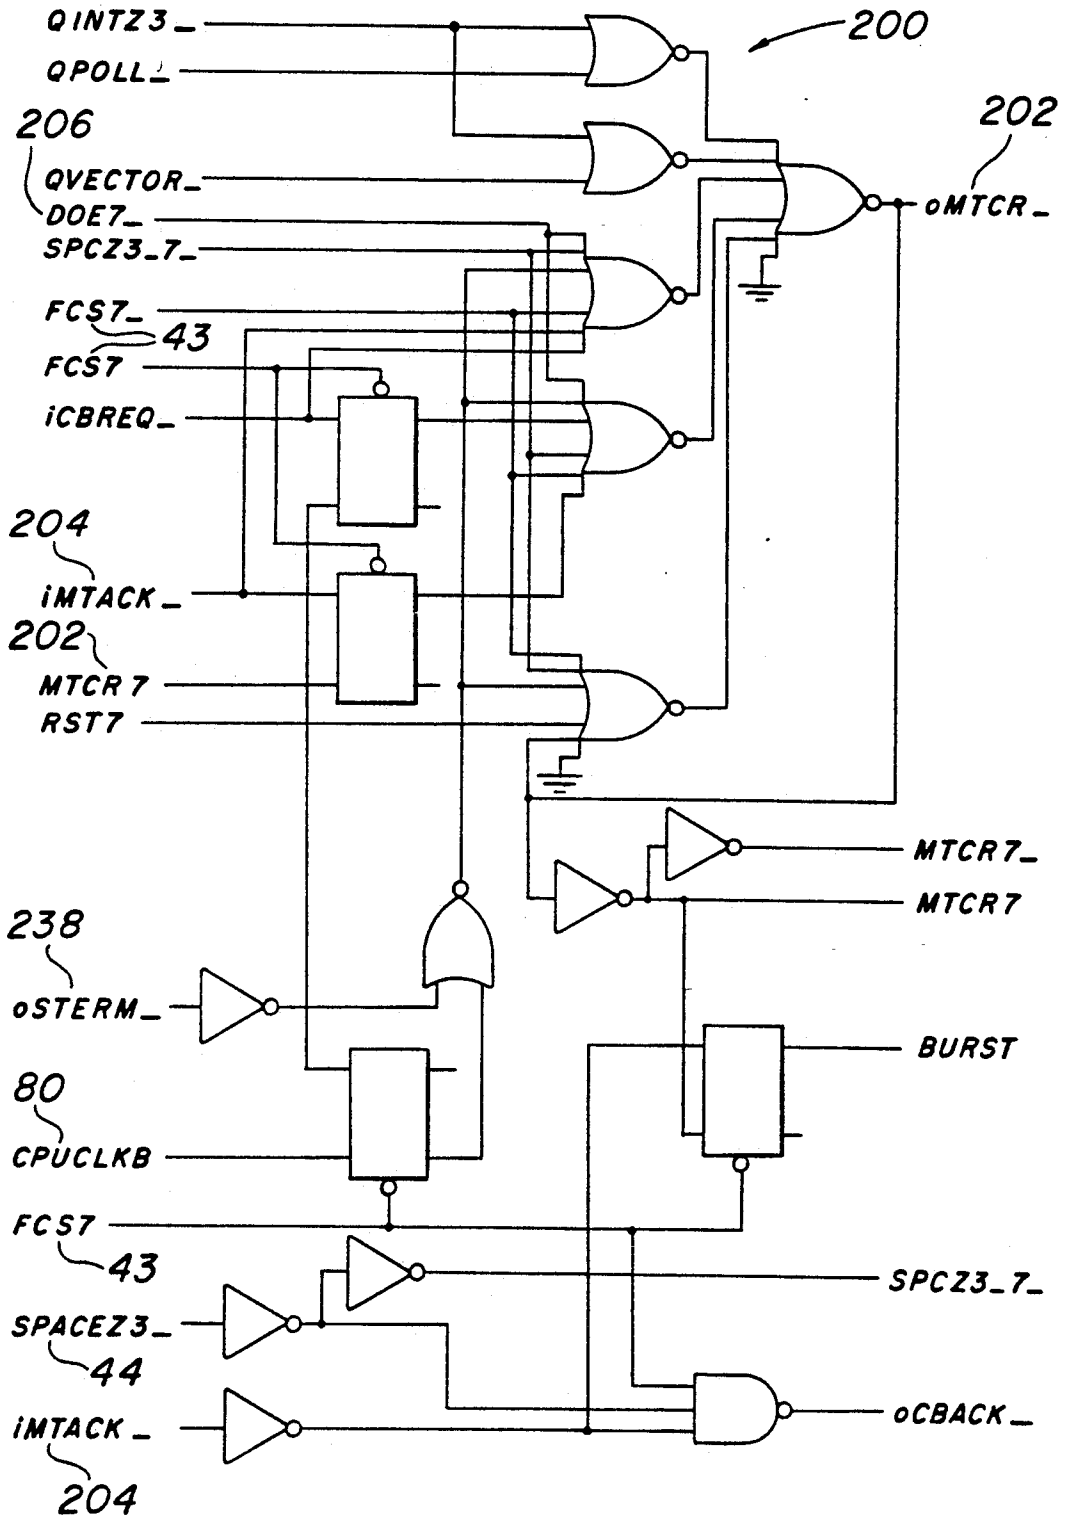 QINTZ3_
200
QPOLL_
202
206
QVECTOR_
oMTCR_
DOE7_
SPCZ3_7_
FCS7_
43
FCS7
iCBREQ_
204
iMTACK_
202
MTCR7
RST7
MTCR7_
MTCR7
238
oSTERM_
BURST
80
CPUCLKB
FCS7
43
SPCZ3_7_
SPACEZ3_
44
oCBACK_
iMTACK_
204